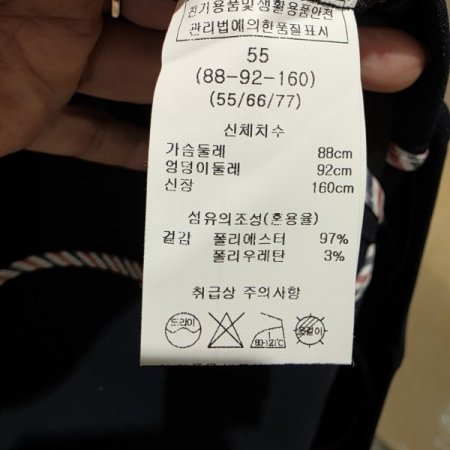 전기용품및생활용품안전
관리법에의한품질표시
55
(88-92-160)
(55/66/77)
신체치수
가슴둘레 88cm
엉덩이둘레 92cm
신장 160cm
섬유의조성(혼용율)
겉감 폴리에스터 97%
폴리우레탄 3%
취급상 주의사항
드라이
1
80-120℃
옷걸이